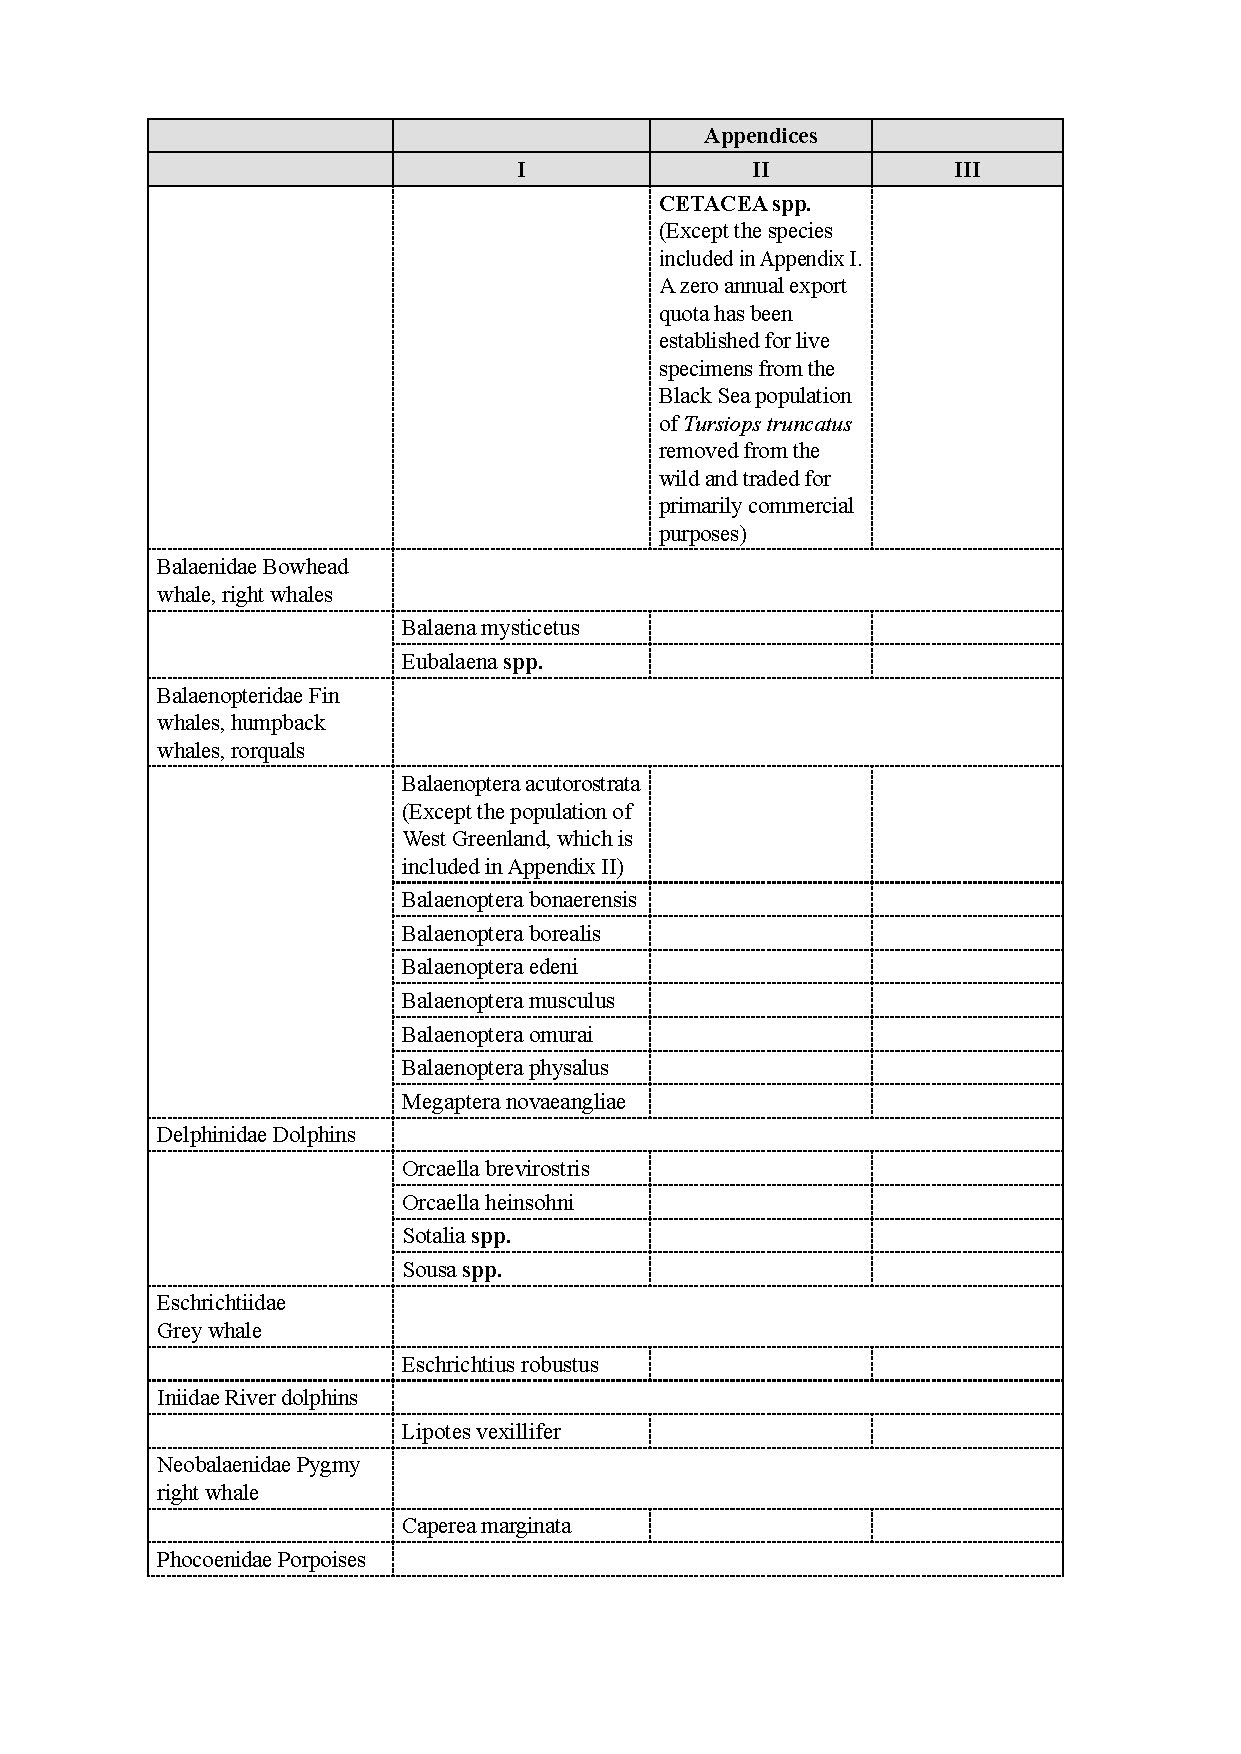 Appendices
I II III
CETACEA spp.
(Except the species
included in Appendix I.
A zero annual export
quota has been
established for live
specimens from the
Black Sea population
of Tursiops truncatus
removed from the
wild and traded for
primarily commercial
purposes)
Balaenidae Bowhead
whale, right whales
Balaena mysticetus
Eubalaena spp.
Balaenopteridae Fin
whales, humpback
whales, rorquals
Balaenoptera acutorostrata
(Except the population of
West Greenland, which is
included in Appendix II)
Balaenoptera bonaerensis
Balaenoptera borealis
Balaenoptera edeni
Balaenoptera musculus
Balaenoptera omurai
Balaenoptera physalus
Megaptera novaeangliae
Delphinidae Dolphins
Orcaella brevirostris
Orcaella heinsohni
Sotalia spp.
Sousa spp.
Eschrichtiidae
Grey whale
Eschrichtius robustus
Iniidae River dolphins
Lipotes vexillifer
Neobalaenidae Pygmy
right whale
Caperea marginata
Phocoenidae Porpoises